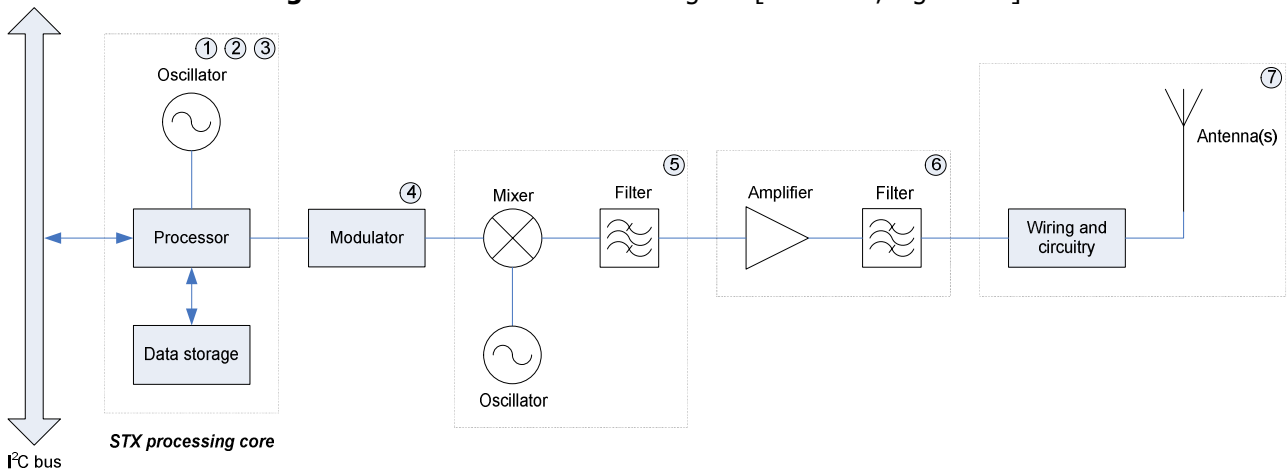 ① ② ③
Oscillator
⑦
Antenna(s)
⑤
⑥
④
Mixer
Filter
Amplifier
Filter
Processor
Modulator
Wiring and
circuitry
Data storage
Oscillator
STX processing core
I²C bus